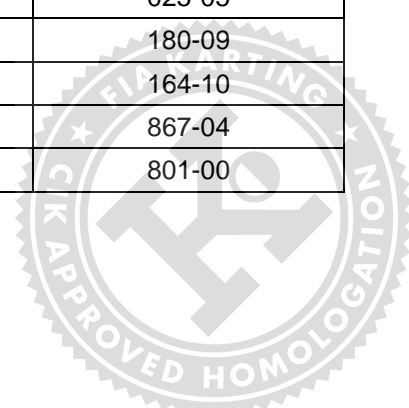 180-09
164-10
867-04
801-00
FIA KARTING
CIK APPROVED HOMOLOGATION